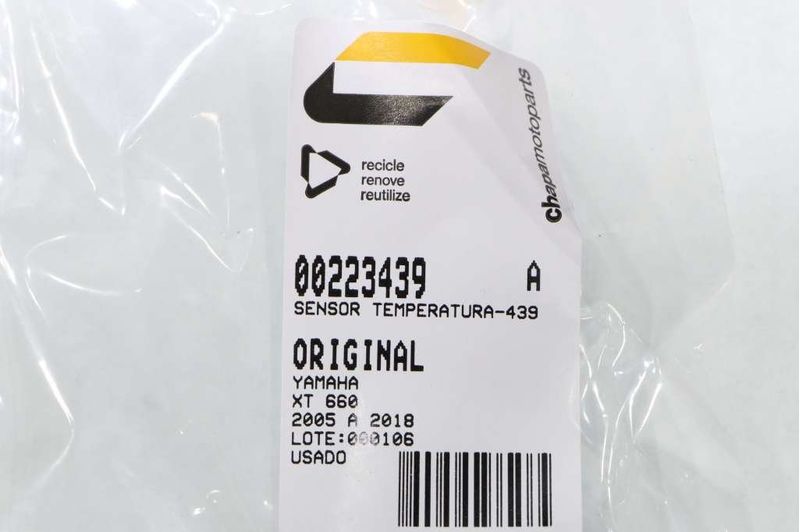 chapamotoparts
recicle
renove
reutilize
00223439 A
SENSOR TEMPERATURA-439
ORIGINAL
YAMAHA
XT 660
2005 A 2018
LOTE:000106
USADO